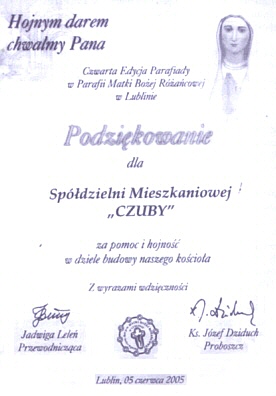 Hojnym darem
chwalmy Pana
Czwarta Edycja Parafiady
w Parafii Matki Bożej Różańcowej
w Lublinie
Podziękowanie
dla
Spółdzielni Mieszkaniowej
„CZUBY”
za pomoc i hojność
w dziele budowy naszego kościoła
Z wyrazami wdzięczności
Jadwiga Leleń
Przewodnicząca
Ks. Józef Dziduch
Proboszcz
Lublin, 05 czerwca 2005